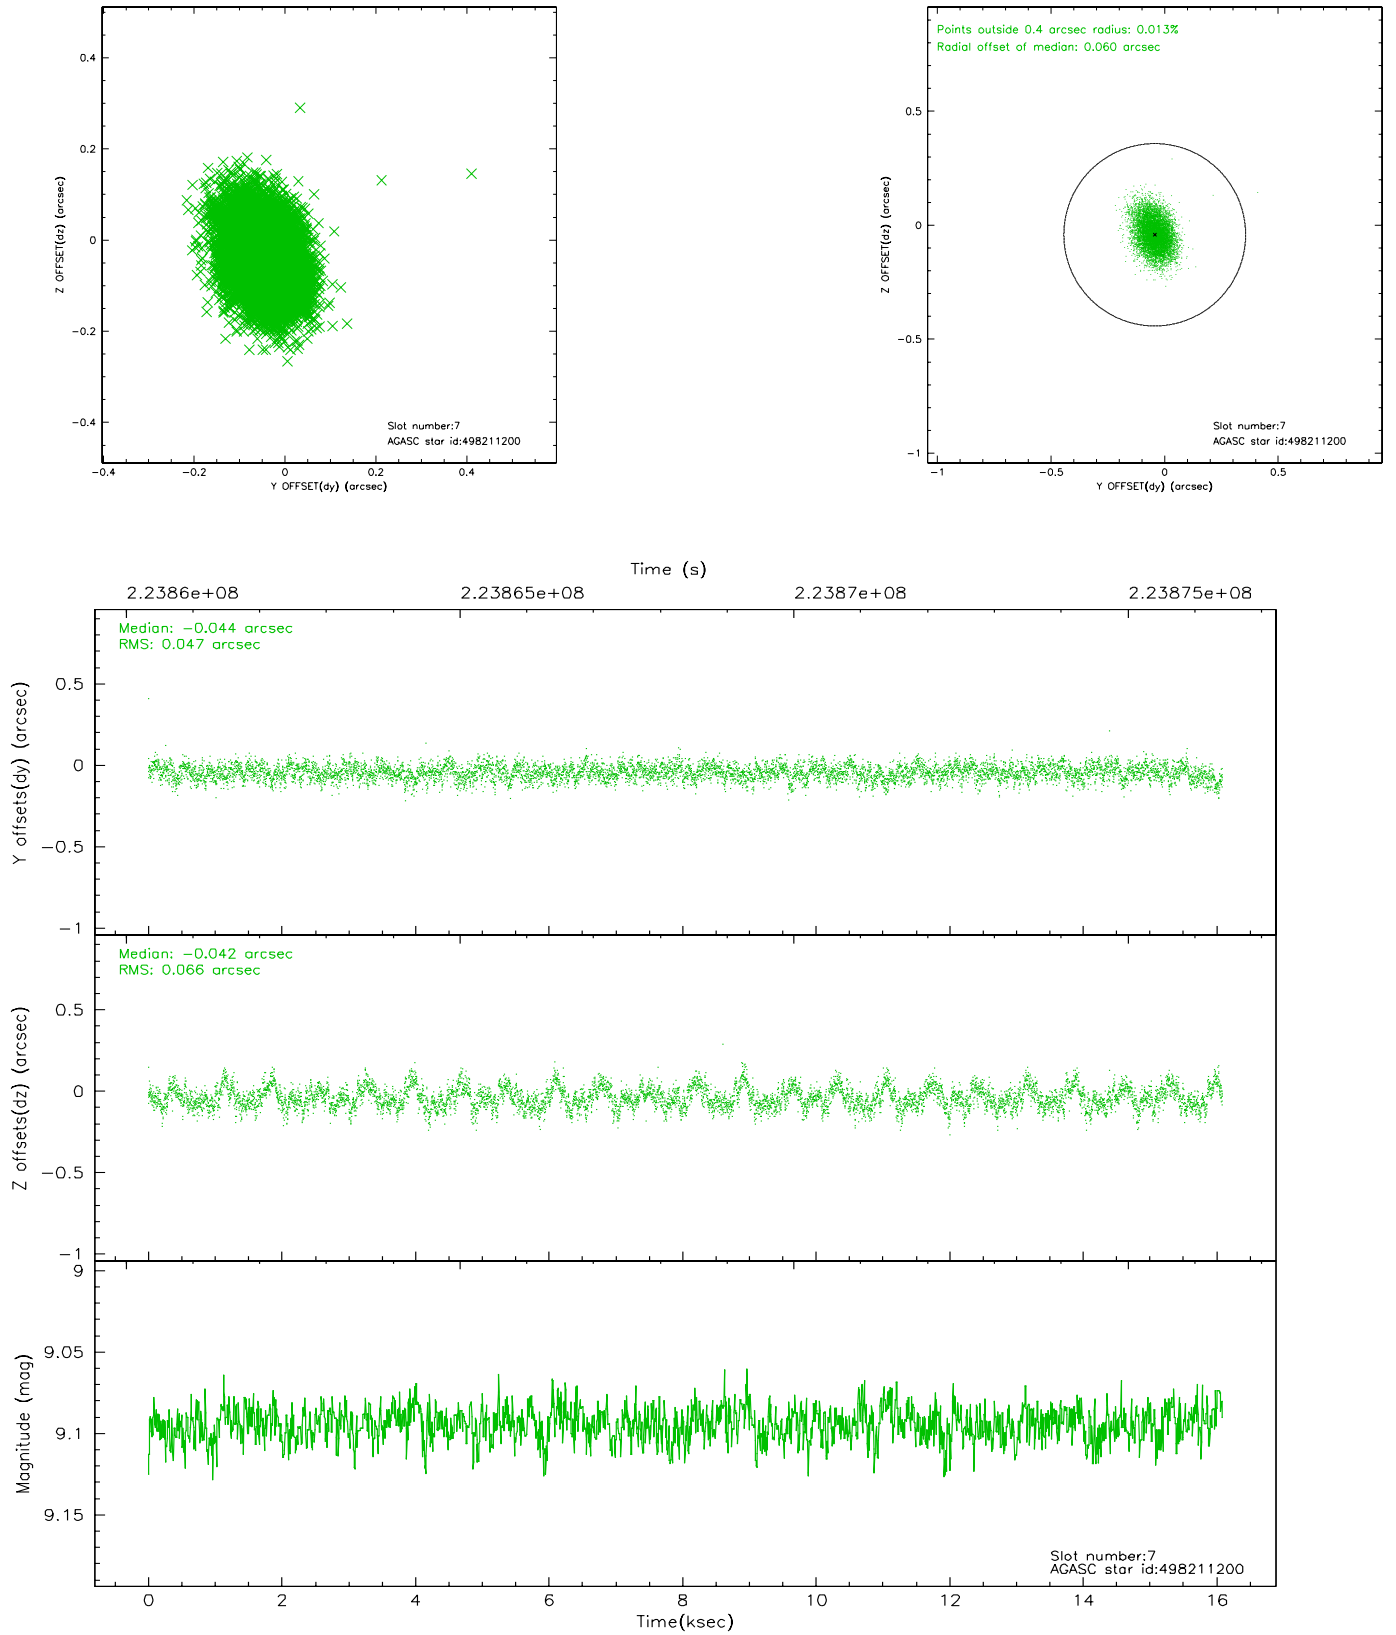 0.4
0.2
0
−0.2
−0.4
Z OFFSET(dz) (arcsec)
Slot number:7
AGASC star id:498211200
−0.4 −0.2 0 0.2 0.4
Y OFFSET(dy) (arcsec)
Points outside 0.4 arcsec radius: 0.013%
Radial offset of median: 0.060 arcsec
0.5
0
−0.5
−1
Z OFFSET(dz) (arcsec)
Slot number:7
AGASC star id:498211200
−1 −0.5 0 0.5
Y OFFSET(dy) (arcsec)
Time (s)
2.2386e+08 2.23865e+08 2.2387e+08 2.23875e+08
Median: −0.044 arcsec
RMS: 0.047 arcsec
0.5
0
−0.5
−1
Y offsets(dy) (arcsec)
Median: −0.042 arcsec
RMS: 0.066 arcsec
0.5
0
−0.5
−1
Z offsets(dz) (arcsec)
9
9.05
9.1
9.15
Magnitude (mag)
Slot number:7
AGASC star id:498211200
0 2 4 6 8 10 12 14 16
Time(ksec)